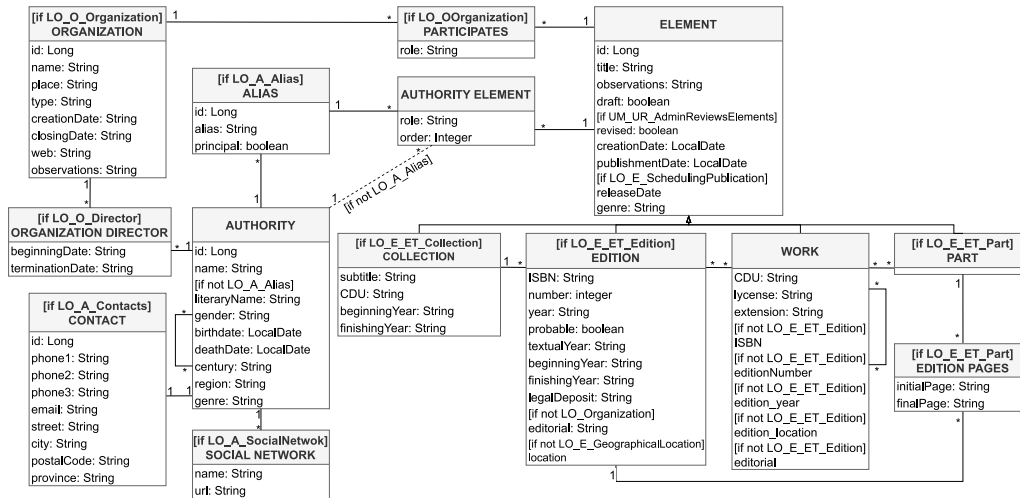 [if LO_O_Organization]
ORGANIZATION
id: Long
name: String
place: String
type: String
creationDate: String
closingDate: String
web: String
observations: String
1
*
[if LO_OOrganization]
PARTICIPATES
role: String
*
1
ELEMENT
id: Long
title: String
observations: String
draft: boolean
[if UM_UR_AdminReviewsElements]
revised: boolean
creationDate: LocalDate
publishmentDate: LocalDate
[if LO_E_SchedulingPublication]
releaseDate
genre: String
[if LO_A_Alias]
ALIAS
id: Long
alias: String
principal: boolean
1
*
AUTHORITY ELEMENT
role: String
order: Integer
*
1
*
1
*
1
[if not LO_A_Alias]
1
*
[if LO_O_Director]
ORGANIZATION DIRECTOR
beginningDate: String
terminationDate: String
*
1
AUTHORITY
id: Long
name: String
[if not LO_A_Alias]
literaryName: String
gender: String
birthdate: LocalDate
deathDate: LocalDate
century: String
region: String
genre: String
*
*
[if LO_A_Contacts]
CONTACT
id: Long
phone1: String
phone2: String
phone3: String
email: String
street: String
city: String
postalCode: String
province: String
1
1
1
*
[if LO_A_SocialNetwok]
SOCIAL NETWORK
name: String
url: String
[if LO_E_ET_Collection]
COLLECTION
subtitle: String
CDU: String
beginningYear: String
finishingYear: String
1
*
[if LO_E_ET_Edition]
EDITION
ISBN: String
number: integer
year: String
probable: boolean
textualYear: String
beginningYear: String
finishingYear: String
legalDeposit: String
[if not LO_Organization]
editorial: String
[if not LO_E_GeographicalLocation]
location
*
*
WORK
CDU: String
lycense: String
extension: String
[if not LO_E_ET_Edition]
ISBN
[if not LO_E_ET_Edition]
editionNumber
[if not LO_E_ET_Edition]
edition_year
[if not LO_E_ET_Edition]
edition_location
[if not LO_E_ET_Edition]
editorial
*
*
*
*
[if LO_E_ET_Part]
PART
1
*
[if LO_E_ET_Part]
EDITION PAGES
initialPage: String
finalPage: String
*
1